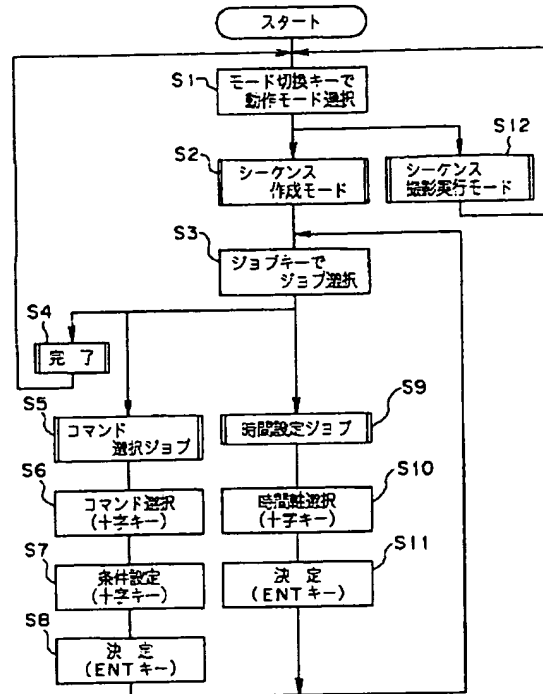 スタート
S1
モード切換キーで
動作モード選択
S12
S2
シーケンス
作成モード
シーケンス
撮影実行モード
S3
ジョブキーで
ジョブ選択
S4
完 了
S5
コマンド
選択ジョブ
S9
時間設定ジョブ
S6
コマンド選択
(十字キー)
S10
時間軸選択
(十字キー)
S7
条件設定
(十字キー)
S11
決 定
(ENTキー)
S8
決 定
(ENTキー)